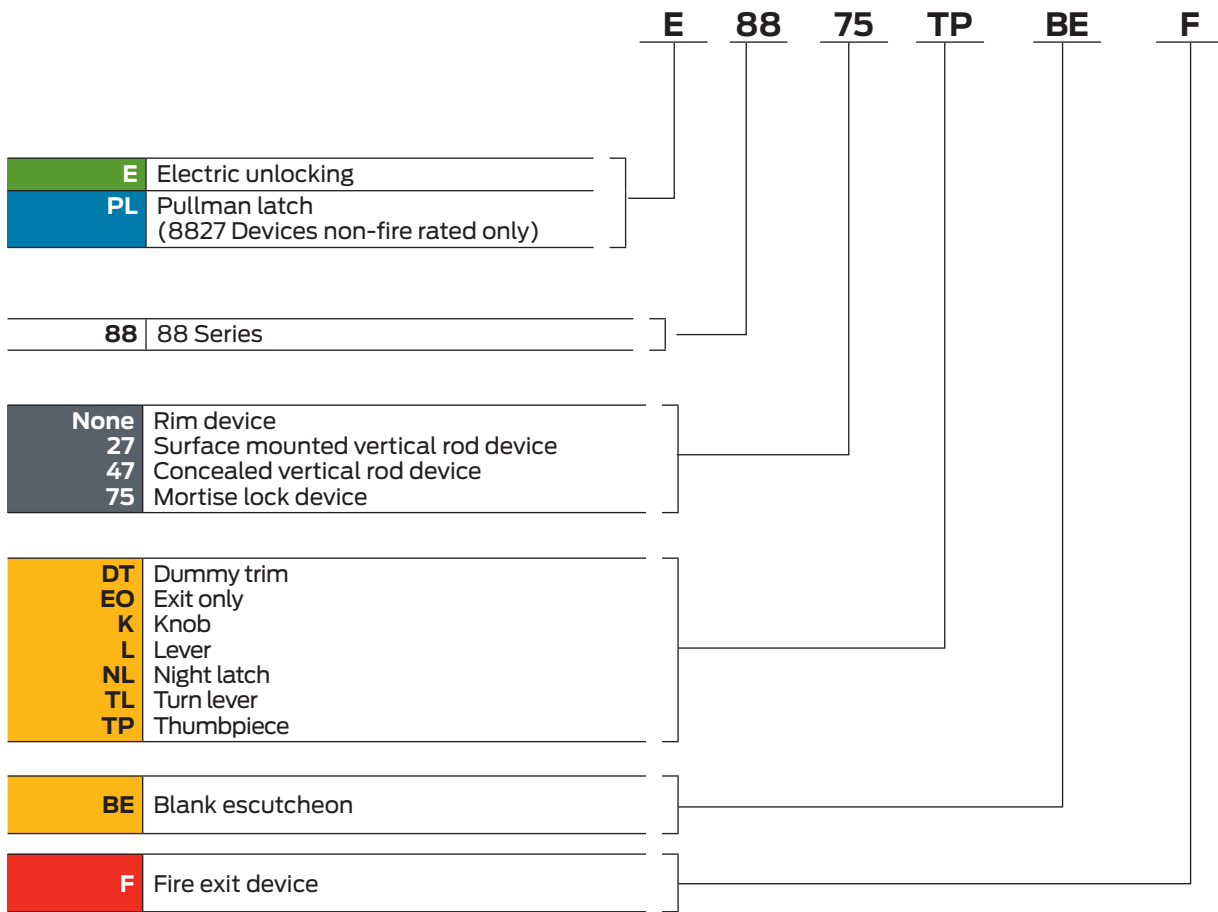 E 88 75 TP BE F
E Electric unlocking
PL Pullman latch
(8827 Devices non-fire rated only)
88 88 Series
None Rim device
27 Surface mounted vertical rod device
47 Concealed vertical rod device
75 Mortise lock device
DT Dummy trim
EO Exit only
K Knob
L Lever
NL Night latch
TL Turn lever
TP Thumbpiece
BE Blank escutcheon
F Fire exit device